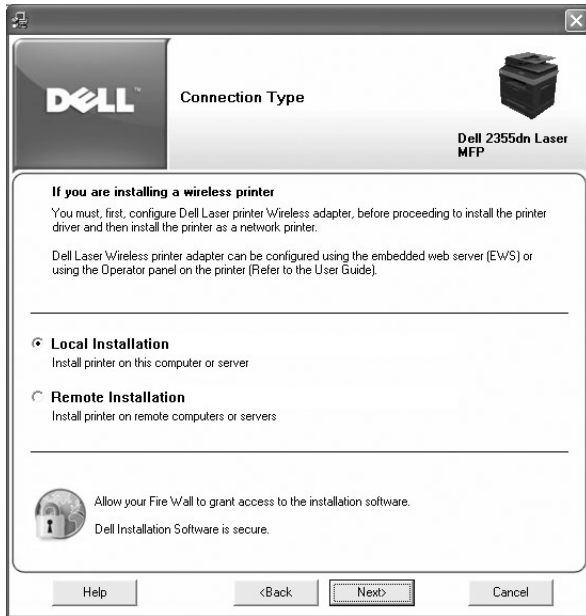 DELL™
Connection Type
Dell 2355dn Laser
MFP
If you are installing a wireless printer
You must, first, configure Dell Laser printer Wireless adapter, before proceeding to install the printer
driver and then install the printer as a network printer.
Dell Laser Wireless printer adapter can be configured using the embedded web server (EWS) or
using the Operator panel on the printer (Refer to the User Guide).
Local Installation
Install printer on this computer or server
Remote Installation
Install printer on remote computers or servers
Allow your Fire Wall to grant access to the installation software.
Dell Installation Software is secure.
Help <Back Next> Cancel